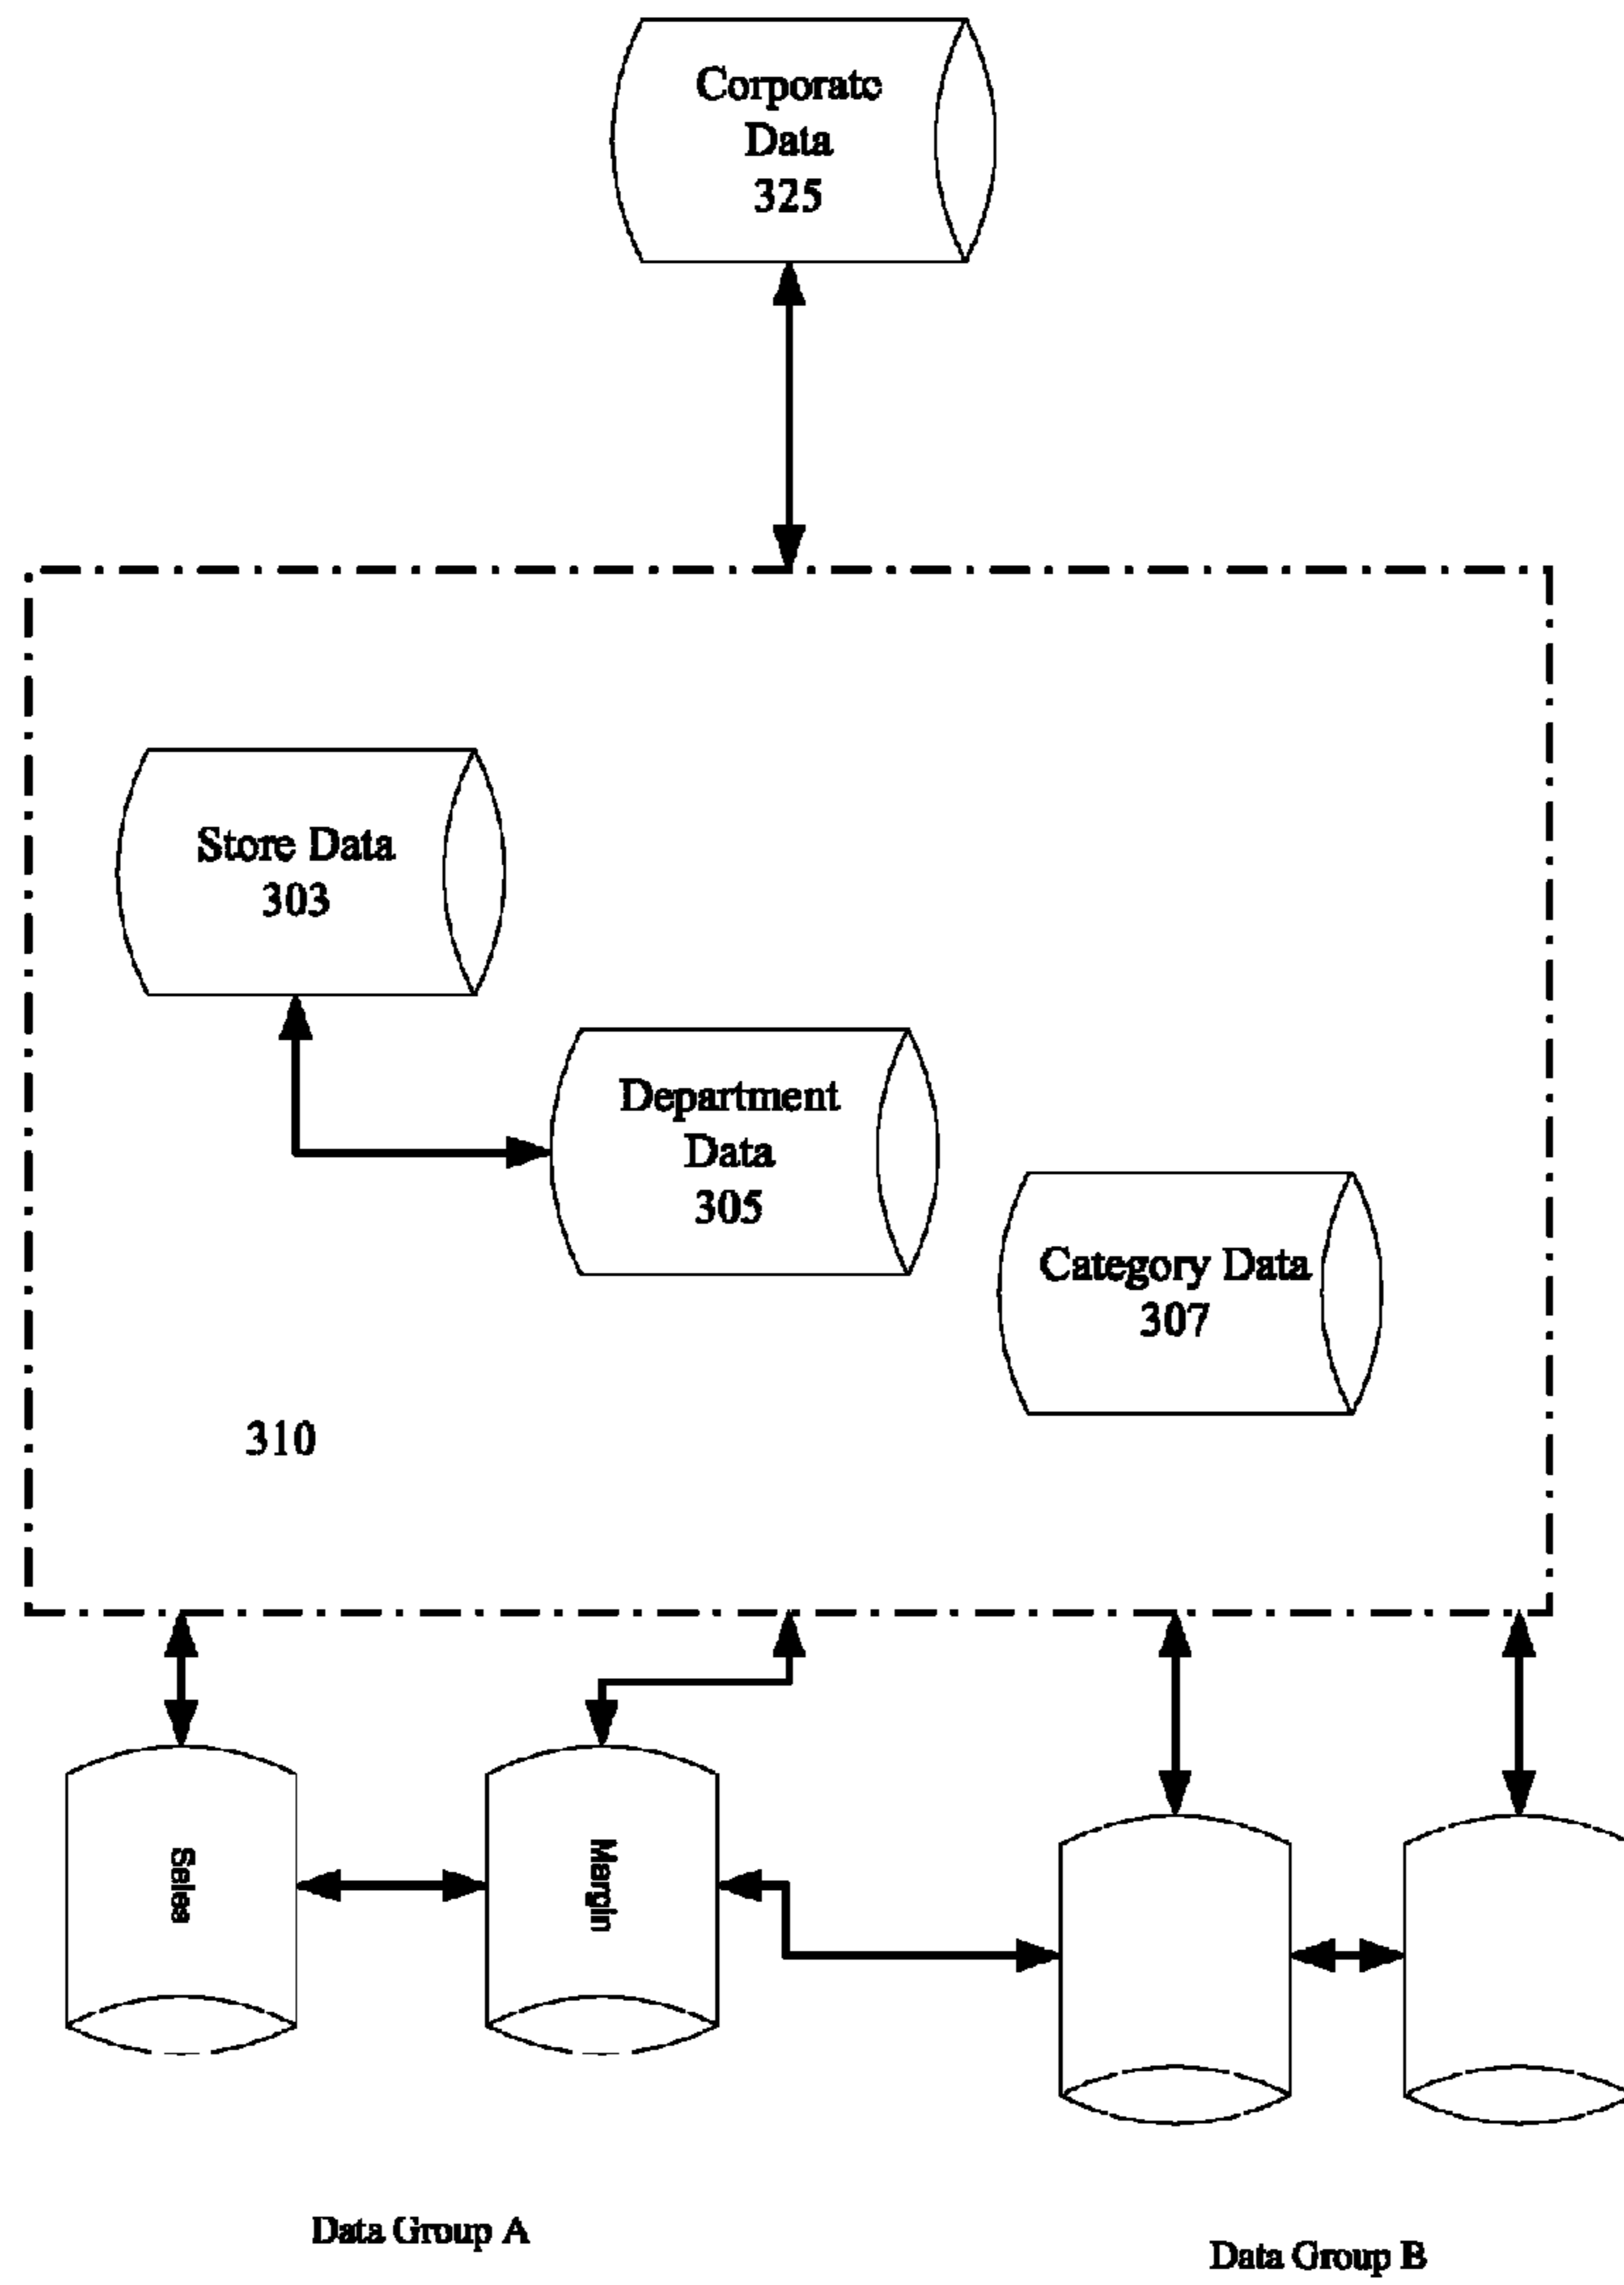 Corporate
Data
325
Store Data
303
Department
Data
305
Category Data
307
310
Sales
Margin
Data Group A
Data Group B